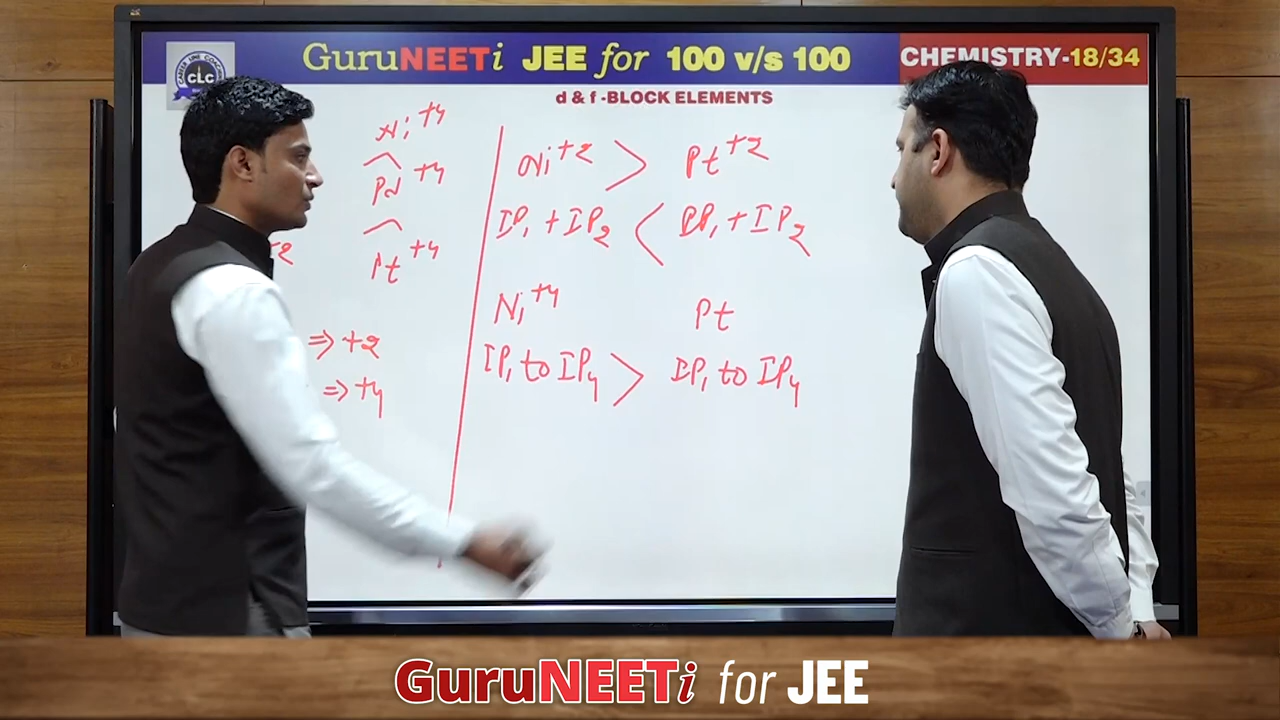 GuruNEETi JEE for 100 v/s 100
CHEMISTRY-18/34
CLC
d & f -BLOCK ELEMENTS
Ni+4
Pd+4
Pt+4
+2
⇒ +2
⇒ +4
Ni+2 > Pt+2
IP1 + IP2 < IP1 + IP2
Ni+4 Pt
IP1 to IP4 > IP1 to IP4
GuruNEETi for JEE